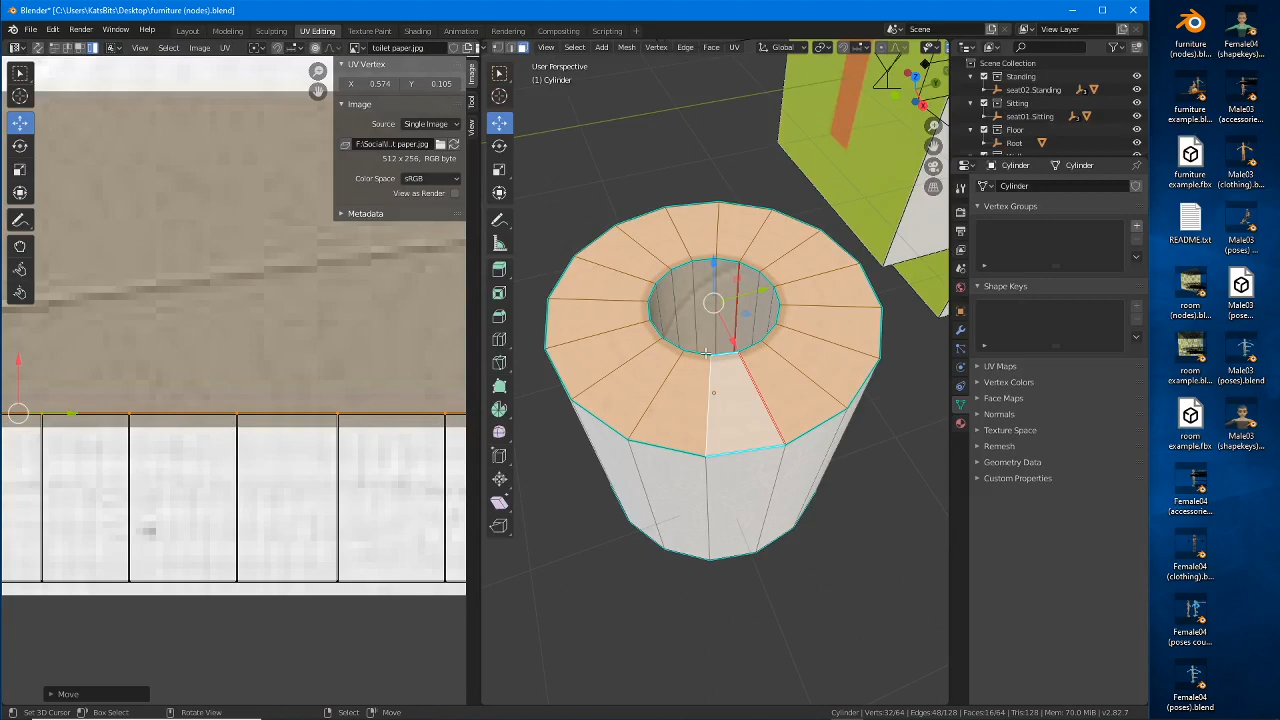 Blender* [C:\Users\KatsBits\Desktop\furniture (nodes).blend]
File Edit Render Window Help Layout Modeling Sculpting UV Editing Texture Paint Shading Animation Rendering Compositing Scripting Scene View Layer
View Select Image UV toilet paper.jpg
View Select Add Mesh Vertex Edge Face UV Global
UV Vertex
X 0.574 Y 0.105
Image
Source Single Image
F:\Social\I..t paper.jpg
512 x 256, RGB byte
Color Space sRGB
View as Render
Metadata
Image
Tool
View
User Perspective
(1) Cylinder
Z
X
Scene Collection
Standing
seat02.Standing
Sitting
seat01.Sitting
Floor
Root
Cylinder Cylinder
Cylinder
Vertex Groups
Shape Keys
UV Maps
Vertex Colors
Face Maps
Normals
Texture Space
Remesh
Geometry Data
Custom Properties
Move
Set 3D Cursor Box Select Rotate View Select Move
Cylinder | Verts:32/64 | Edges:48/128 | Faces:16/64 | Tris:128 | Mem: 70.0 MiB | v2.82.7
furniture
(nodes).bl...
Female04
(shapekeys)...
furniture
example.bl...
Male03
(accessorie...
furniture
example.fbx
Male03
(clothing).b...
README.txt
Male03
(poses cou...
room
(nodes).bl...
Male03
(poses)...
room
example.bl...
Male03
(poses).blend
room
example.fbx
Male03
(shapekeys)...
Female04
(accessorie...
Female04
(clothing).b...
Female04
(poses cou...
Female04
(poses).blend